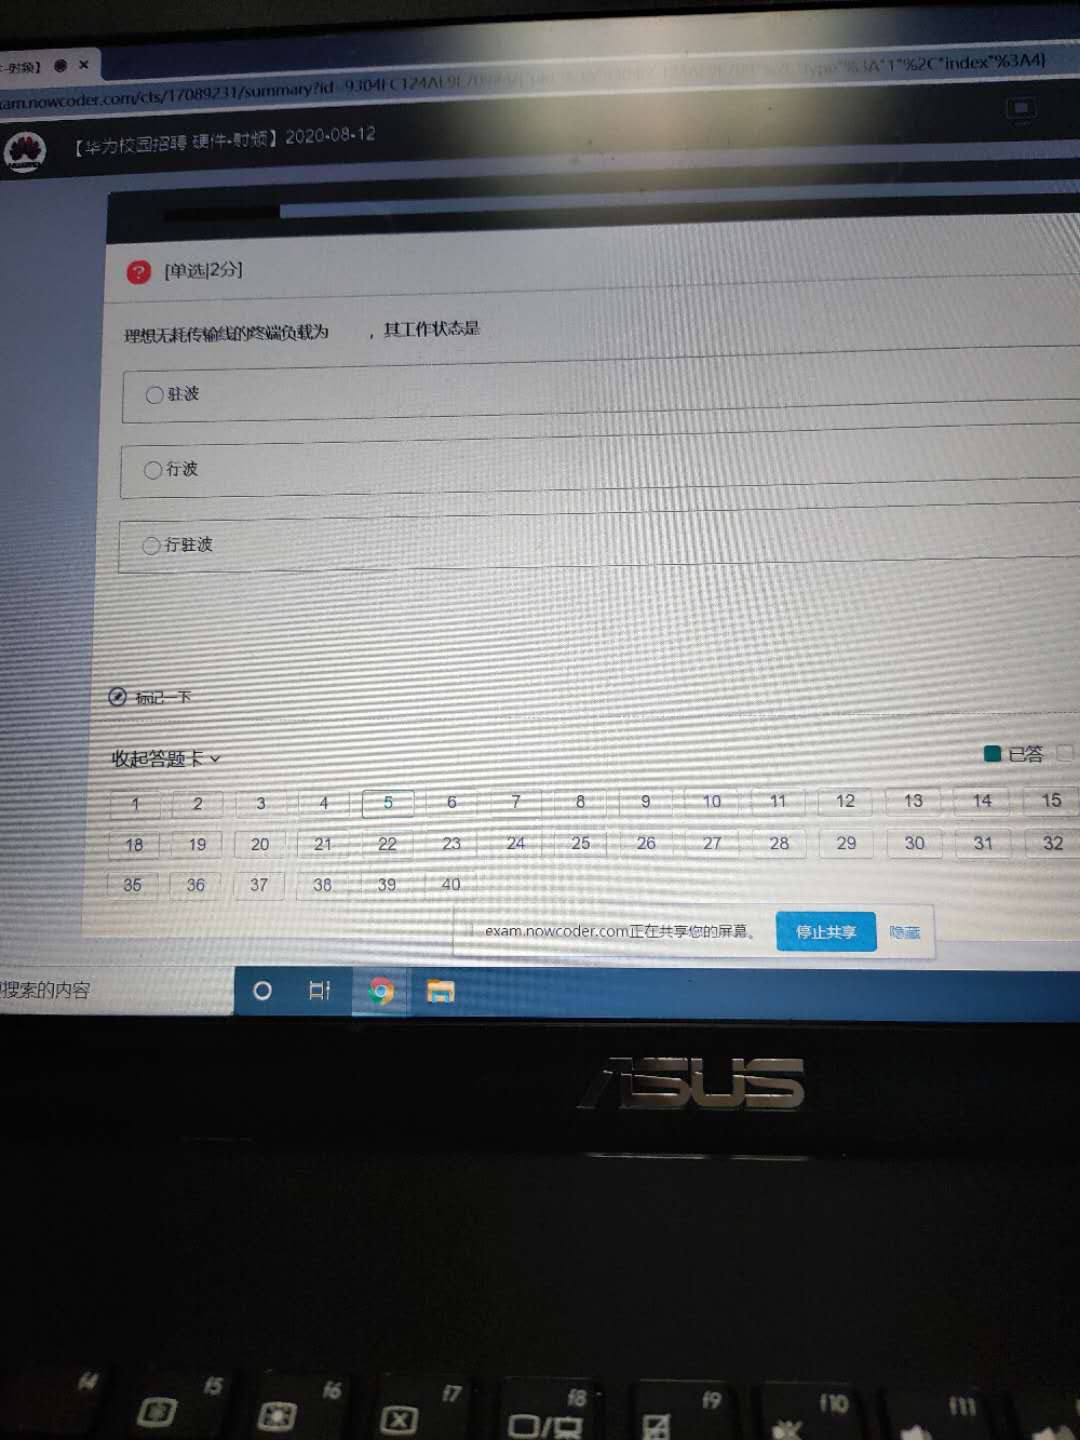 -射频】 ×
exam.nowcoder.com/cts/17089231/summary?id=9304FC124AE9E
"%3A"1"%2C"index"%3A4}
【华为校园招聘 硬件-射频】2020-08-12
? [单选|2分]
理想无耗传输线的终端负载为 ，其工作状态是
驻波
行波
行驻波
标记一下
收起答题卡
已答
1 2 3 4 5 6 7 8 9 10 11 12 13 14 15
18 19 20 21 22 23 24 25 26 27 28 29 30 31 32
35 36 37 38 39 40
exam.nowcoder.com正在共享您的屏幕。 停止共享 隐藏
搜索的内容
ASUS
f4 f5 f6 f7 f8 f9 f10 f11